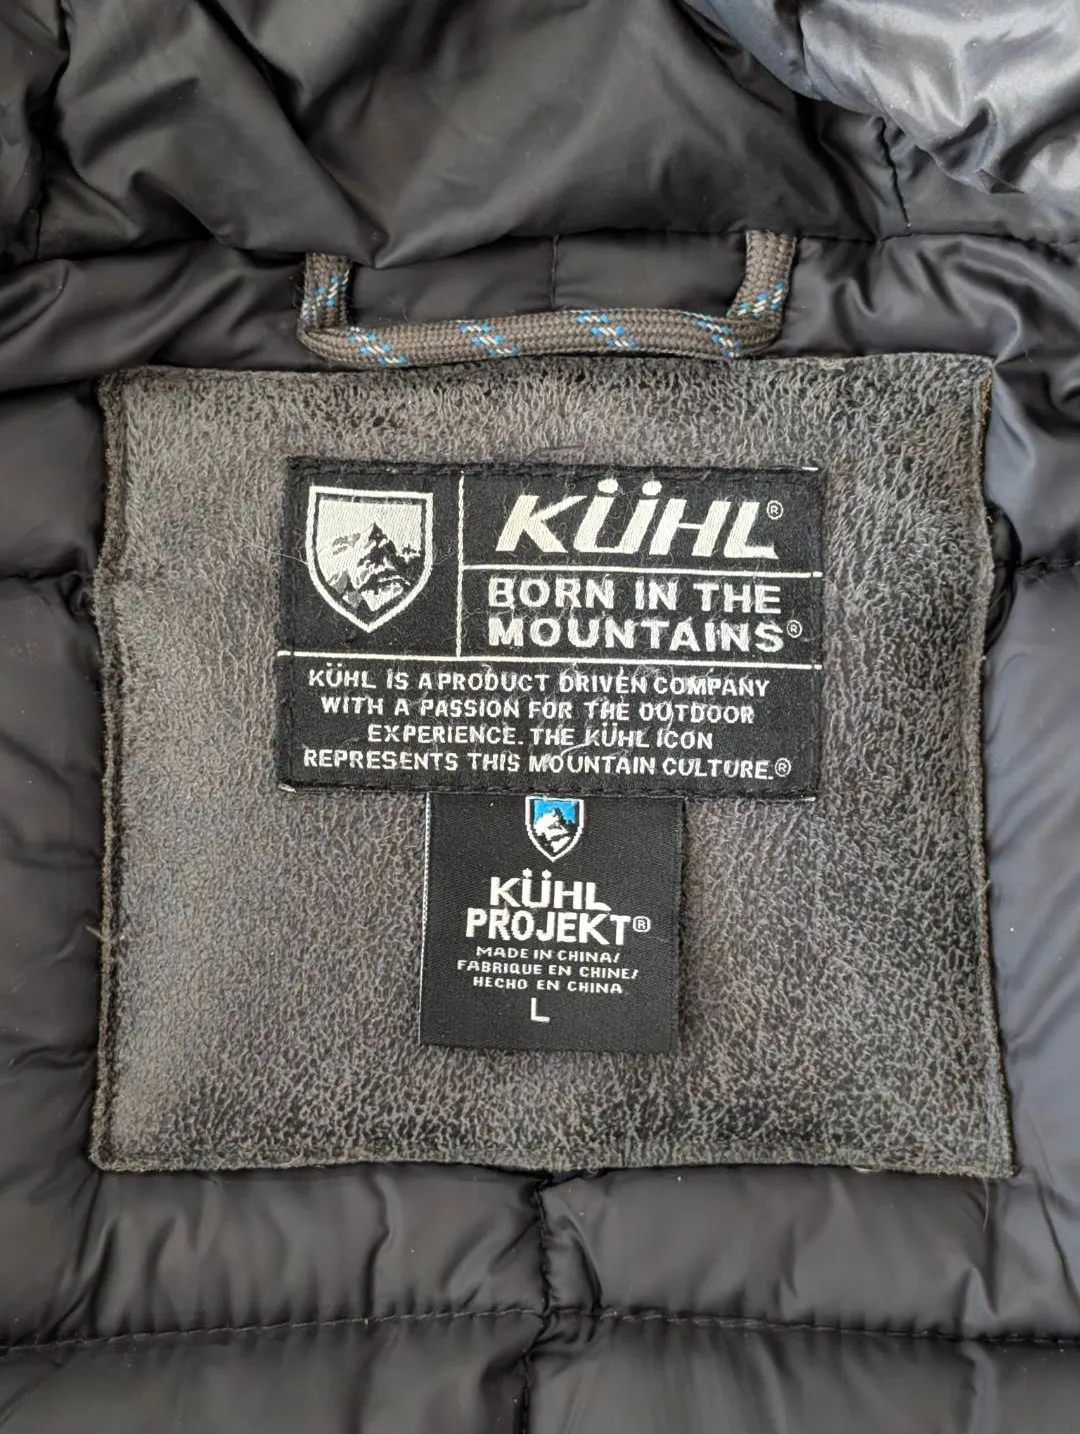 KÜHL®
BORN IN THE
MOUNTAINS®
KÜHL IS A PRODUCT DRIVEN COMPANY
WITH A PASSION FOR THE OUTDOOR
EXPERIENCE. THE KÜHL ICON
REPRESENTS THIS MOUNTAIN CULTURE.®
KÜHL
PROJEKT®
MADE IN CHINA/
FABRIQUE EN CHINE/
HECHO EN CHINA
L